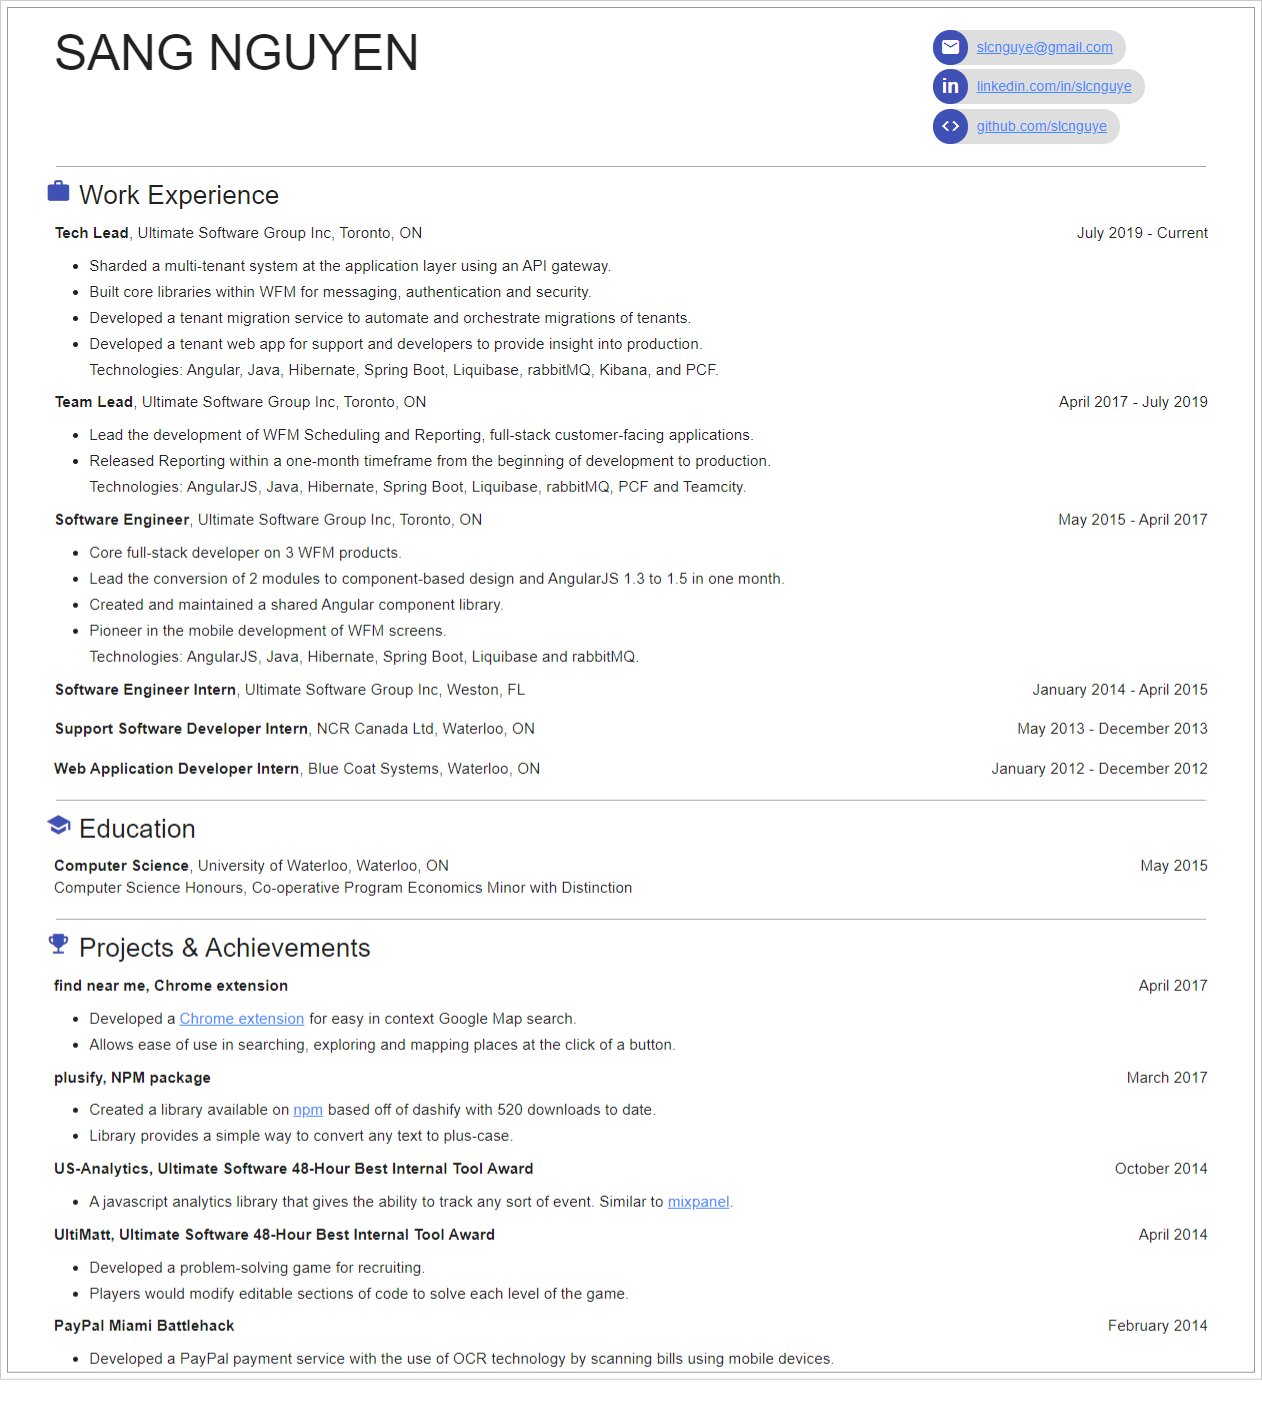 SANG NGUYEN
slcnguye@gmail.com
linkedin.com/in/slcnguye
github.com/slcnguye
Work Experience
Tech Lead, Ultimate Software Group Inc, Toronto, ON July 2019 - Current
• Sharded a multi-tenant system at the application layer using an API gateway.
• Built core libraries within WFM for messaging, authentication and security.
• Developed a tenant migration service to automate and orchestrate migrations of tenants.
• Developed a tenant web app for support and developers to provide insight into production.
Technologies: Angular, Java, Hibernate, Spring Boot, Liquibase, rabbitMQ, Kibana, and PCF.
Team Lead, Ultimate Software Group Inc, Toronto, ON April 2017 - July 2019
• Lead the development of WFM Scheduling and Reporting, full-stack customer-facing applications.
• Released Reporting within a one-month timeframe from the beginning of development to production.
Technologies: AngularJS, Java, Hibernate, Spring Boot, Liquibase, rabbitMQ, PCF and Teamcity.
Software Engineer, Ultimate Software Group Inc, Toronto, ON May 2015 - April 2017
• Core full-stack developer on 3 WFM products.
• Lead the conversion of 2 modules to component-based design and AngularJS 1.3 to 1.5 in one month.
• Created and maintained a shared Angular component library.
• Pioneer in the mobile development of WFM screens.
Technologies: AngularJS, Java, Hibernate, Spring Boot, Liquibase and rabbitMQ.
Software Engineer Intern, Ultimate Software Group Inc, Weston, FL January 2014 - April 2015
Support Software Developer Intern, NCR Canada Ltd, Waterloo, ON May 2013 - December 2013
Web Application Developer Intern, Blue Coat Systems, Waterloo, ON January 2012 - December 2012
Education
Computer Science, University of Waterloo, Waterloo, ON May 2015
Computer Science Honours, Co-operative Program Economics Minor with Distinction
Projects & Achievements
find near me, Chrome extension April 2017
• Developed a Chrome extension for easy in context Google Map search.
• Allows ease of use in searching, exploring and mapping places at the click of a button.
plusify, NPM package March 2017
• Created a library available on npm based off of dashify with 520 downloads to date.
• Library provides a simple way to convert any text to plus-case.
US-Analytics, Ultimate Software 48-Hour Best Internal Tool Award October 2014
• A javascript analytics library that gives the ability to track any sort of event. Similar to mixpanel.
UltiMatt, Ultimate Software 48-Hour Best Internal Tool Award April 2014
• Developed a problem-solving game for recruiting.
• Players would modify editable sections of code to solve each level of the game.
PayPal Miami Battlehack February 2014
• Developed a PayPal payment service with the use of OCR technology by scanning bills using mobile devices.